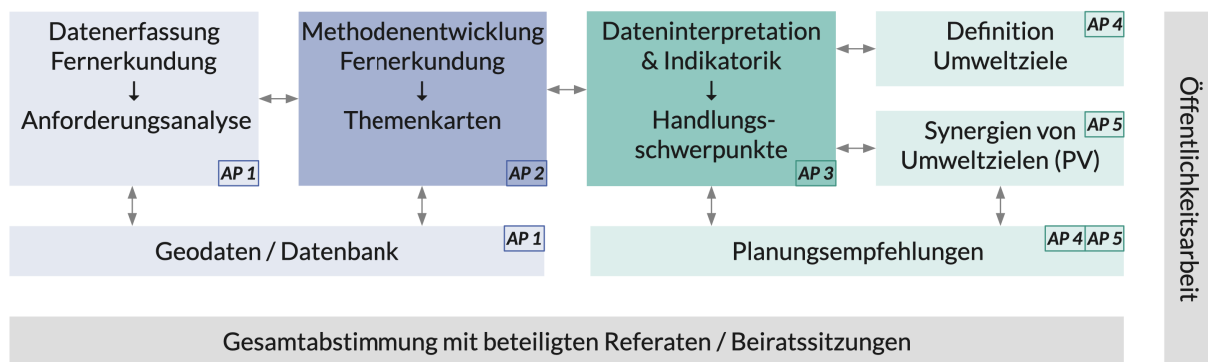 Datenerfassung
Fernerkundung
↓
Anforderungsanalyse
AP 1
Methodenentwicklung
Fernerkundung
↓
Themenkarten
AP 2
Dateninterpretation
& Indikatorik
↓
Handlungs-
schwerpunkte
AP 3
AP 4
Definition
Umweltziele
AP 5
Synergien von
Umweltzielen (PV)
Geodaten / Datenbank
AP 1
Planungsempfehlungen
AP 4 AP 5
Gesamtabstimmung mit beteiligten Referaten / Beiratssitzungen
Öffentlichkeitsarbeit